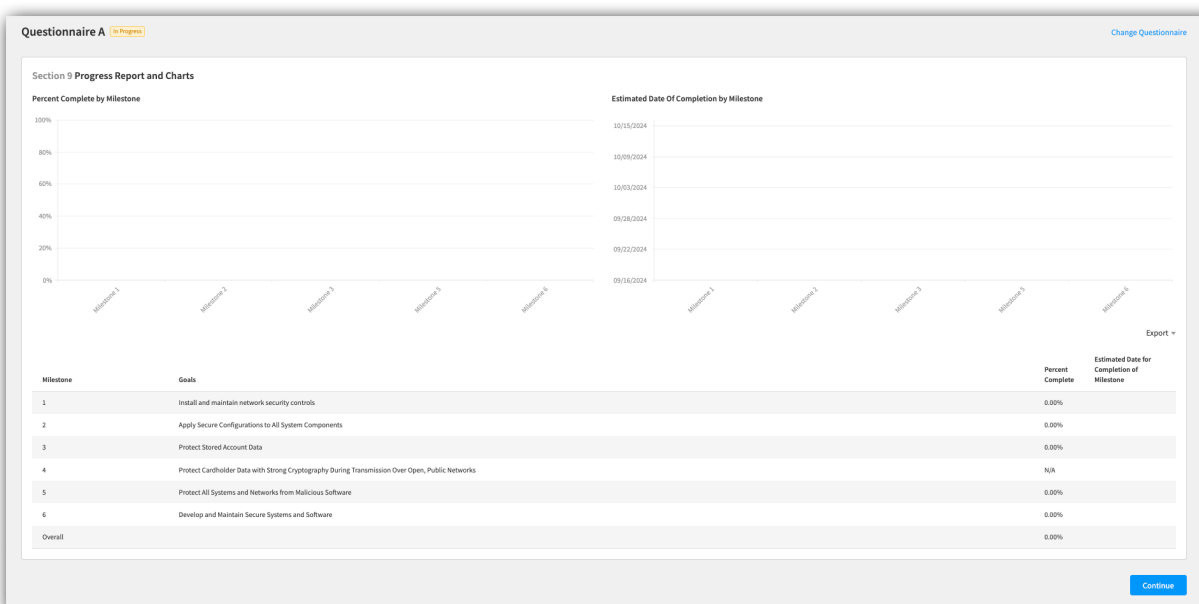 Questionnaire A In Progress
Change Questionnaire
Section 9 Progress Report and Charts
Percent Complete by Milestone
100%
80%
60%
40%
20%
0%
Milestone 1
Milestone 2
Milestone 3
Milestone 5
Milestone 6
Estimated Date Of Completion by Milestone
10/15/2024
10/09/2024
10/03/2024
09/28/2024
09/22/2024
09/16/2024
Milestone 1
Milestone 2
Milestone 3
Milestone 5
Milestone 6
Export
Milestone Goals Percent Complete Estimated Date for Completion of Milestone
1 Install and maintain network security controls 0.00%
2 Apply Secure Configurations to All System Components 0.00%
3 Protect Stored Account Data 0.00%
4 Protect Cardholder Data with Strong Cryptography During Transmission Over Open, Public Networks N/A
5 Protect All Systems and Networks from Malicious Software 0.00%
6 Develop and Maintain Secure Systems and Software 0.00%
Overall 0.00%
Continue